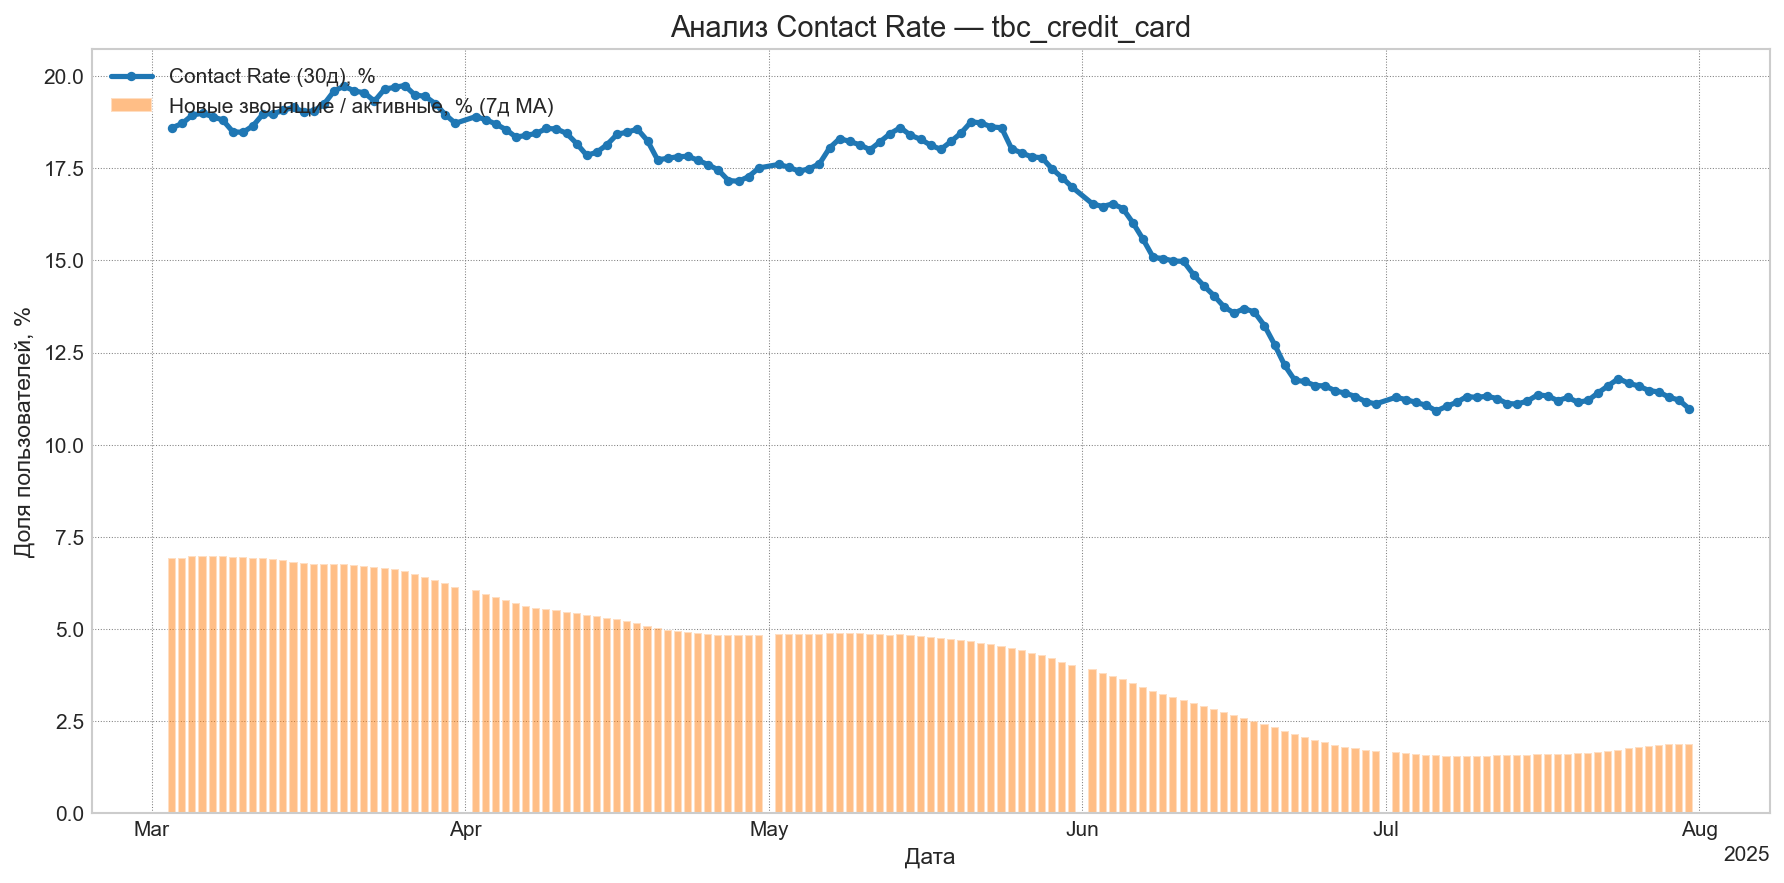 Анализ Contact Rate — tbc_credit_card
Contact Rate (30д), %
Новые звонящие / активные, % (7д MA)
Доля пользователей, %
20.0
17.5
15.0
12.5
10.0
7.5
5.0
2.5
0.0
Mar Apr May Jun Jul Aug
2025
Дата